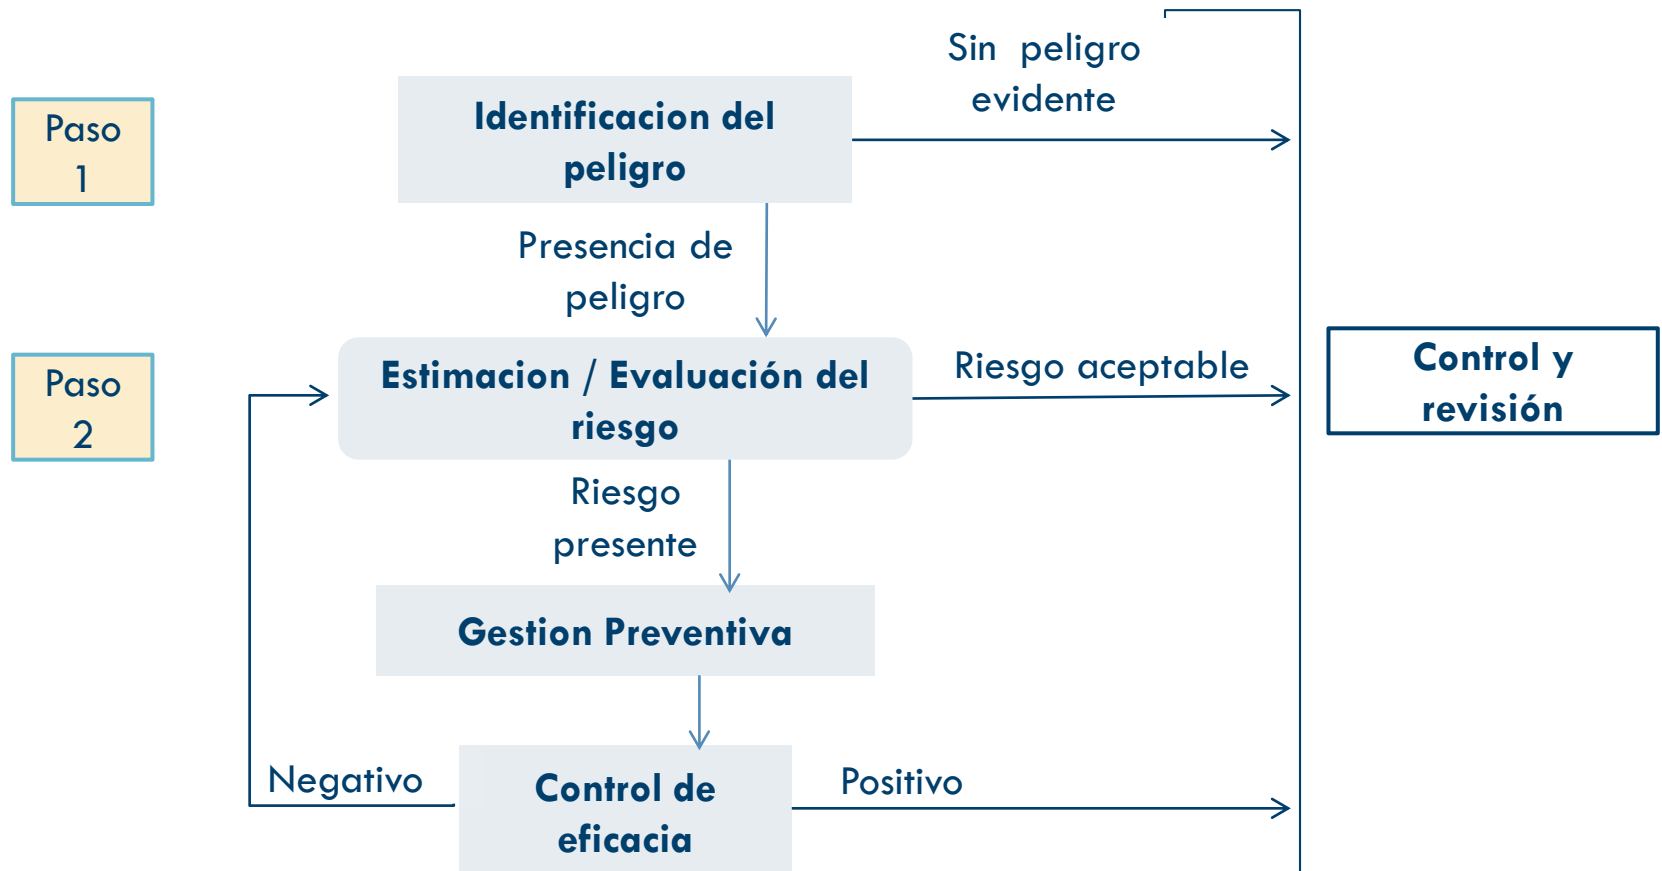 Sin peligro
evidente
Paso
1
Identificacion del
peligro
Presencia de
peligro
Paso
2
Estimacion / Evaluación del
riesgo
Riesgo aceptable
Control y
revisión
Riesgo
presente
Gestion Preventiva
Negativo
Control de
eficacia
Positivo